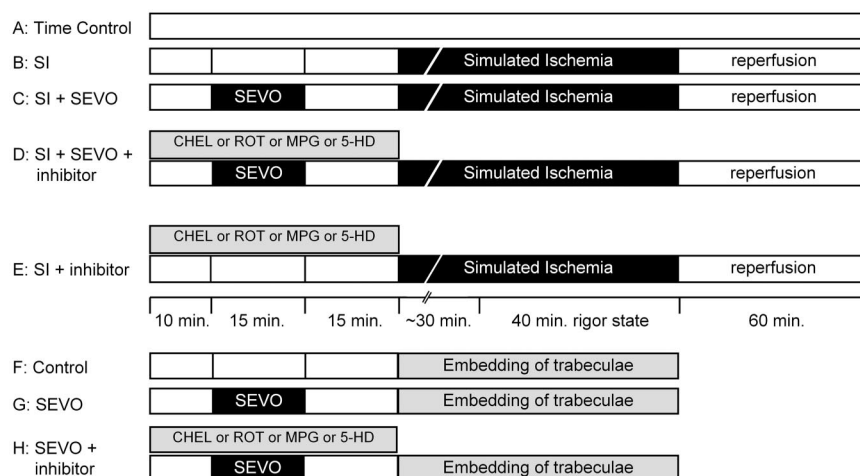 A: Time Control
B: SI
Simulated Ischemia
reperfusion
C: SI + SEVO
SEVO
Simulated Ischemia
reperfusion
CHEL or ROT or MPG or 5-HD
D: SI + SEVO +
inhibitor
SEVO
Simulated Ischemia
reperfusion
CHEL or ROT or MPG or 5-HD
E: SI + inhibitor
Simulated Ischemia
reperfusion
10 min.
15 min.
15 min.
~30 min.
40 min. rigor state
60 min.
F: Control
Embedding of trabeculae
G: SEVO
SEVO
Embedding of trabeculae
CHEL or ROT or MPG or 5-HD
H: SEVO +
inhibitor
SEVO
Embedding of trabeculae